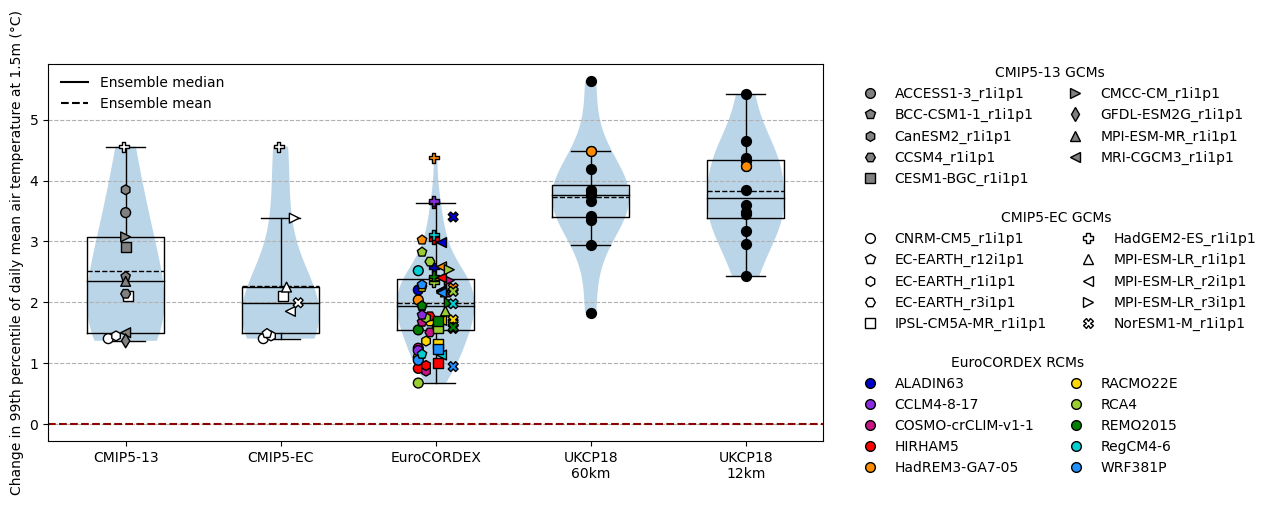 Change in 99th percentile of daily mean air temperature at 1.5m (°C)
5
4
3
2
1
0
Ensemble median
Ensemble mean
CMIP5-13
CMIP5-EC
EuroCORDEX
UKCP18
60km
UKCP18
12km
CMIP5-13 GCMs
ACCESS1-3_r1i1p1
BCC-CSM1-1_r1i1p1
CanESM2_r1i1p1
CCSM4_r1i1p1
CESM1-BGC_r1i1p1
CMCC-CM_r1i1p1
GFDL-ESM2G_r1i1p1
MPI-ESM-MR_r1i1p1
MRI-CGCM3_r1i1p1
CMIP5-EC GCMs
CNRM-CM5_r1i1p1
EC-EARTH_r12i1p1
EC-EARTH_r1i1p1
EC-EARTH_r3i1p1
IPSL-CM5A-MR_r1i1p1
HadGEM2-ES_r1i1p1
MPI-ESM-LR_r1i1p1
MPI-ESM-LR_r2i1p1
MPI-ESM-LR_r3i1p1
NorESM1-M_r1i1p1
EuroCORDEX RCMs
ALADIN63
CCLM4-8-17
COSMO-crCLIM-v1-1
HIRHAM5
HadREM3-GA7-05
RACMO22E
RCA4
REMO2015
RegCM4-6
WRF381P